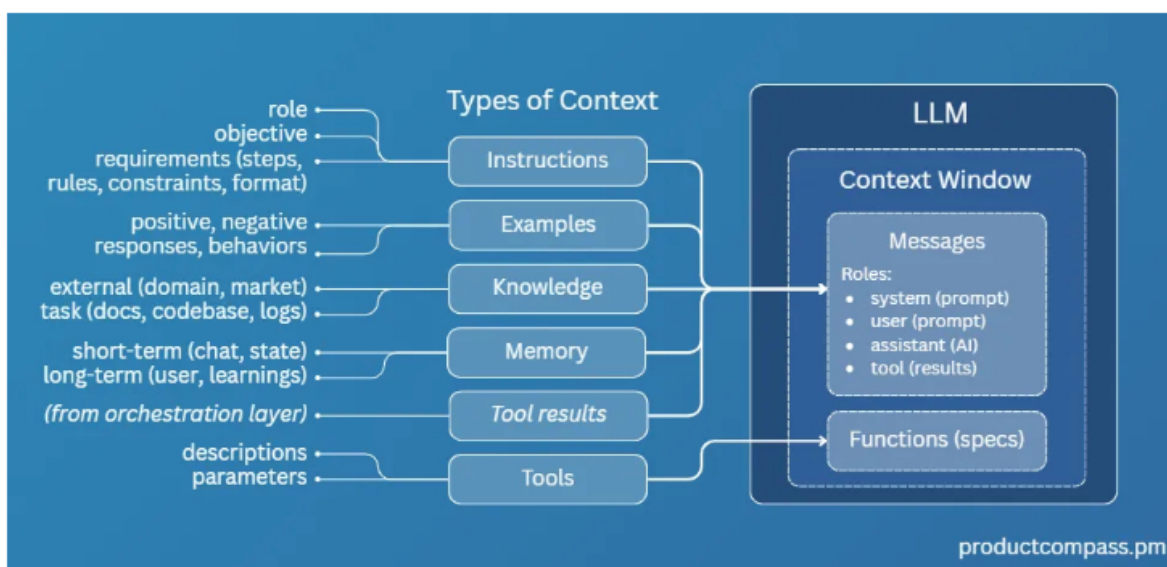 Types of Context
role
objective
requirements (steps,
rules, constraints, format)
Instructions
positive, negative
responses, behaviors
Examples
external (domain, market)
task (docs, codebase, logs)
Knowledge
short-term (chat, state)
long-term (user, learnings)
Memory
(from orchestration layer)
Tool results
descriptions
parameters
Tools
LLM
Context Window
Messages
Roles:
• system (prompt)
• user (prompt)
• assistant (AI)
• tool (results)
Functions (specs)
productcompass.pm